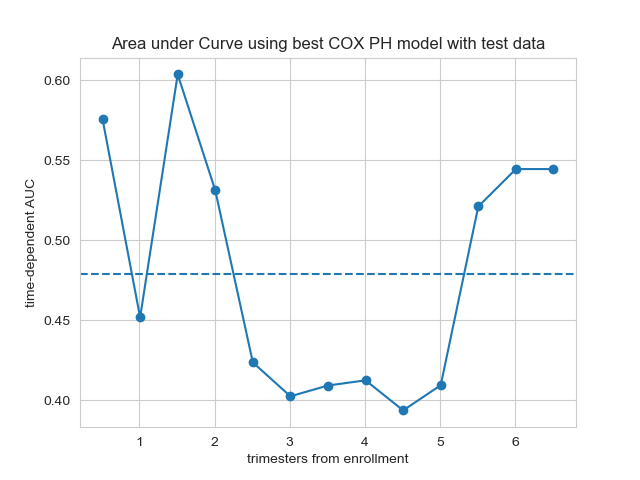 Area under Curve using best COX PH model with test data
time-dependent AUC
0.60
0.55
0.50
0.45
0.40
1 2 3 4 5 6
trimesters from enrollment